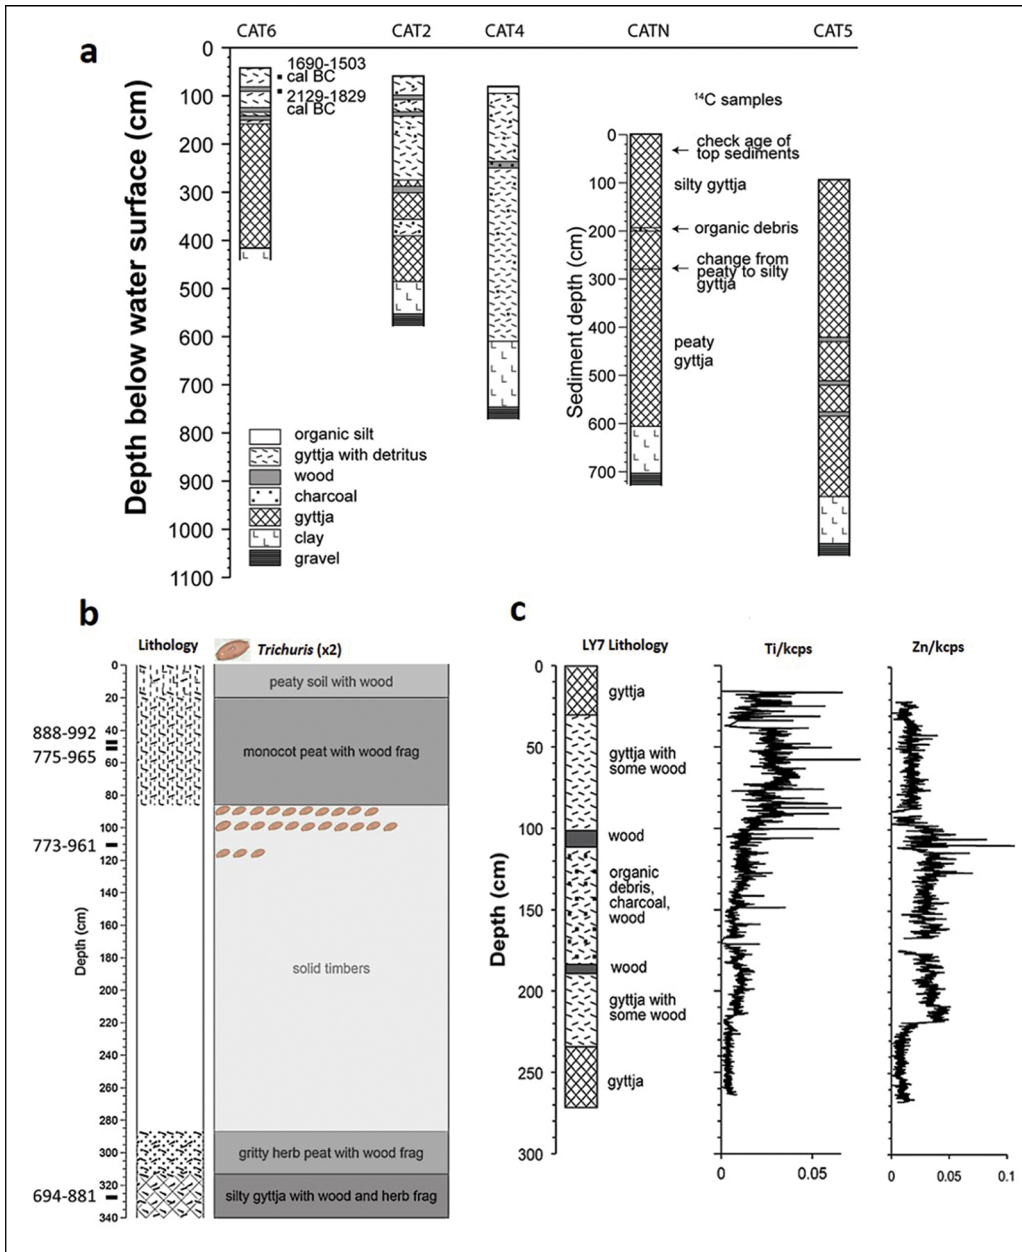 a
CAT6
CAT2
CAT4
CATN
CAT5
Depth below water surface (cm)
0
100
200
300
400
500
600
700
800
900
1000
1100
1690-1503
cal BC
2129-1829
cal BC
organic silt
gyttja with detritus
wood
charcoal
gyttja
clay
gravel
14C samples
Sediment depth (cm)
0
100
200
300
400
500
600
700
check age of
top sediments
silty gyttja
organic debris
change from
peaty to silty
gyttja
peaty
gyttja
b
Lithology
Trichuris (x2)
888-992
775-965
773-961
694-881
Depth (cm)
0
20
40
60
80
100
120
140
160
180
200
220
240
260
280
300
320
340
peaty soil with wood
monocot peat with wood frag
solid timbers
gritty herb peat with wood frag
silty gyttja with wood and herb frag
c
LY7 Lithology
Ti/kcps
Zn/kcps
Depth (cm)
0
50
100
150
200
250
300
gyttja
gyttja with
some wood
wood
organic
debris,
charcoal,
wood
wood
gyttja with
some wood
gyttja
0
0.05
0
0.05
0.1